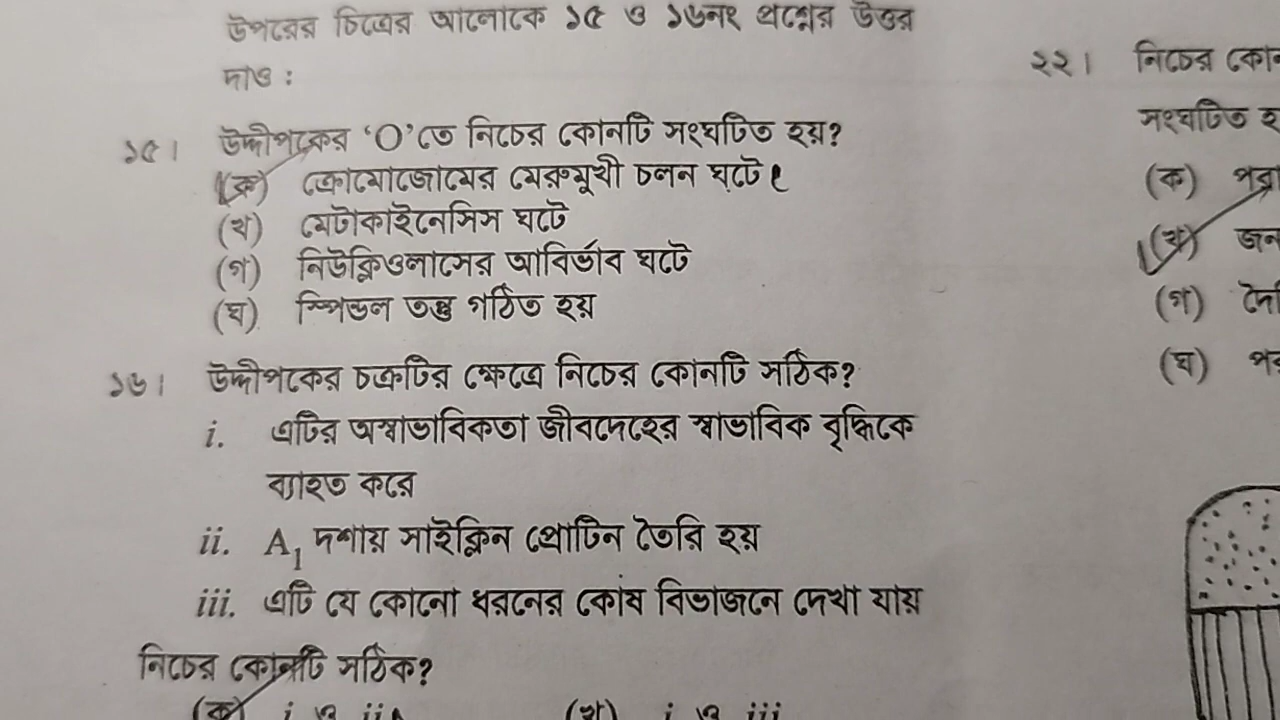 উপরের চিত্রের আলোকে ১৫ ও ১৬নং প্রশ্নের উত্তর
দাও :
১৫। উদ্দীপকের ‘O’তে নিচের কোনটি সংঘটিত হয়?
(ক) ক্রোমোজোমের মেরুমুখী চলন ঘটে
(খ) মেটাকাইনেসিস ঘটে
(গ) নিউক্লিওলাসের আবির্ভাব ঘটে
(ঘ) স্পিন্ডল তন্তু গঠিত হয়
১৬। উদ্দীপকের চক্রটির ক্ষেত্রে নিচের কোনটি সঠিক?
i. এটির অস্বাভাবিকতা জীবদেহের স্বাভাবিক বৃদ্ধিকে
ব্যাহত করে
ii. A₁ দশায় সাইক্লিন প্রোটিন তৈরি হয়
iii. এটি যে কোনো ধরনের কোষ বিভাজনে দেখা যায়
নিচের কোনটি সঠিক?
(ক) i ও ii
(খ) i ও iii
২২। নিচের
সংঘটিত
(ক)
(খ)
(গ)
(ঘ)